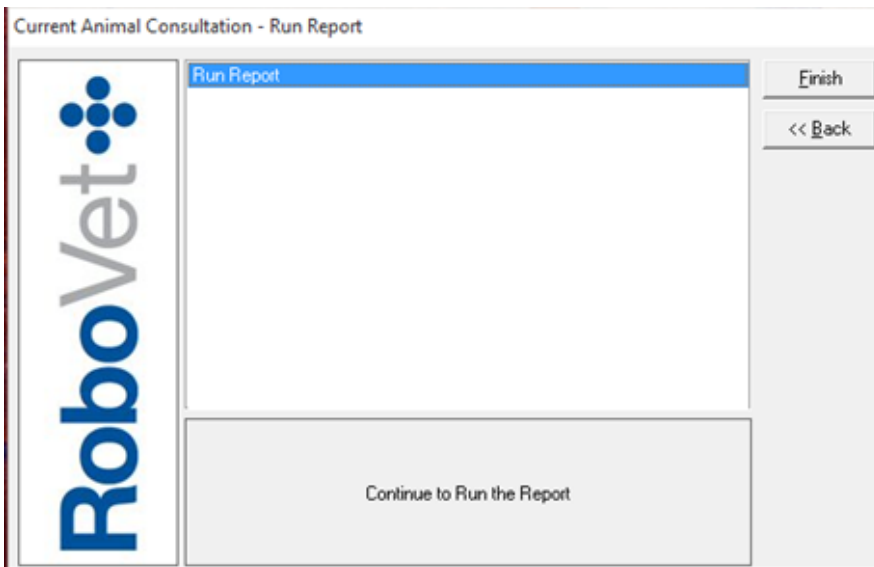 Current Animal Consultation - Run Report
RoboVet
Run Report
Finish
<< Back
Continue to Run the Report